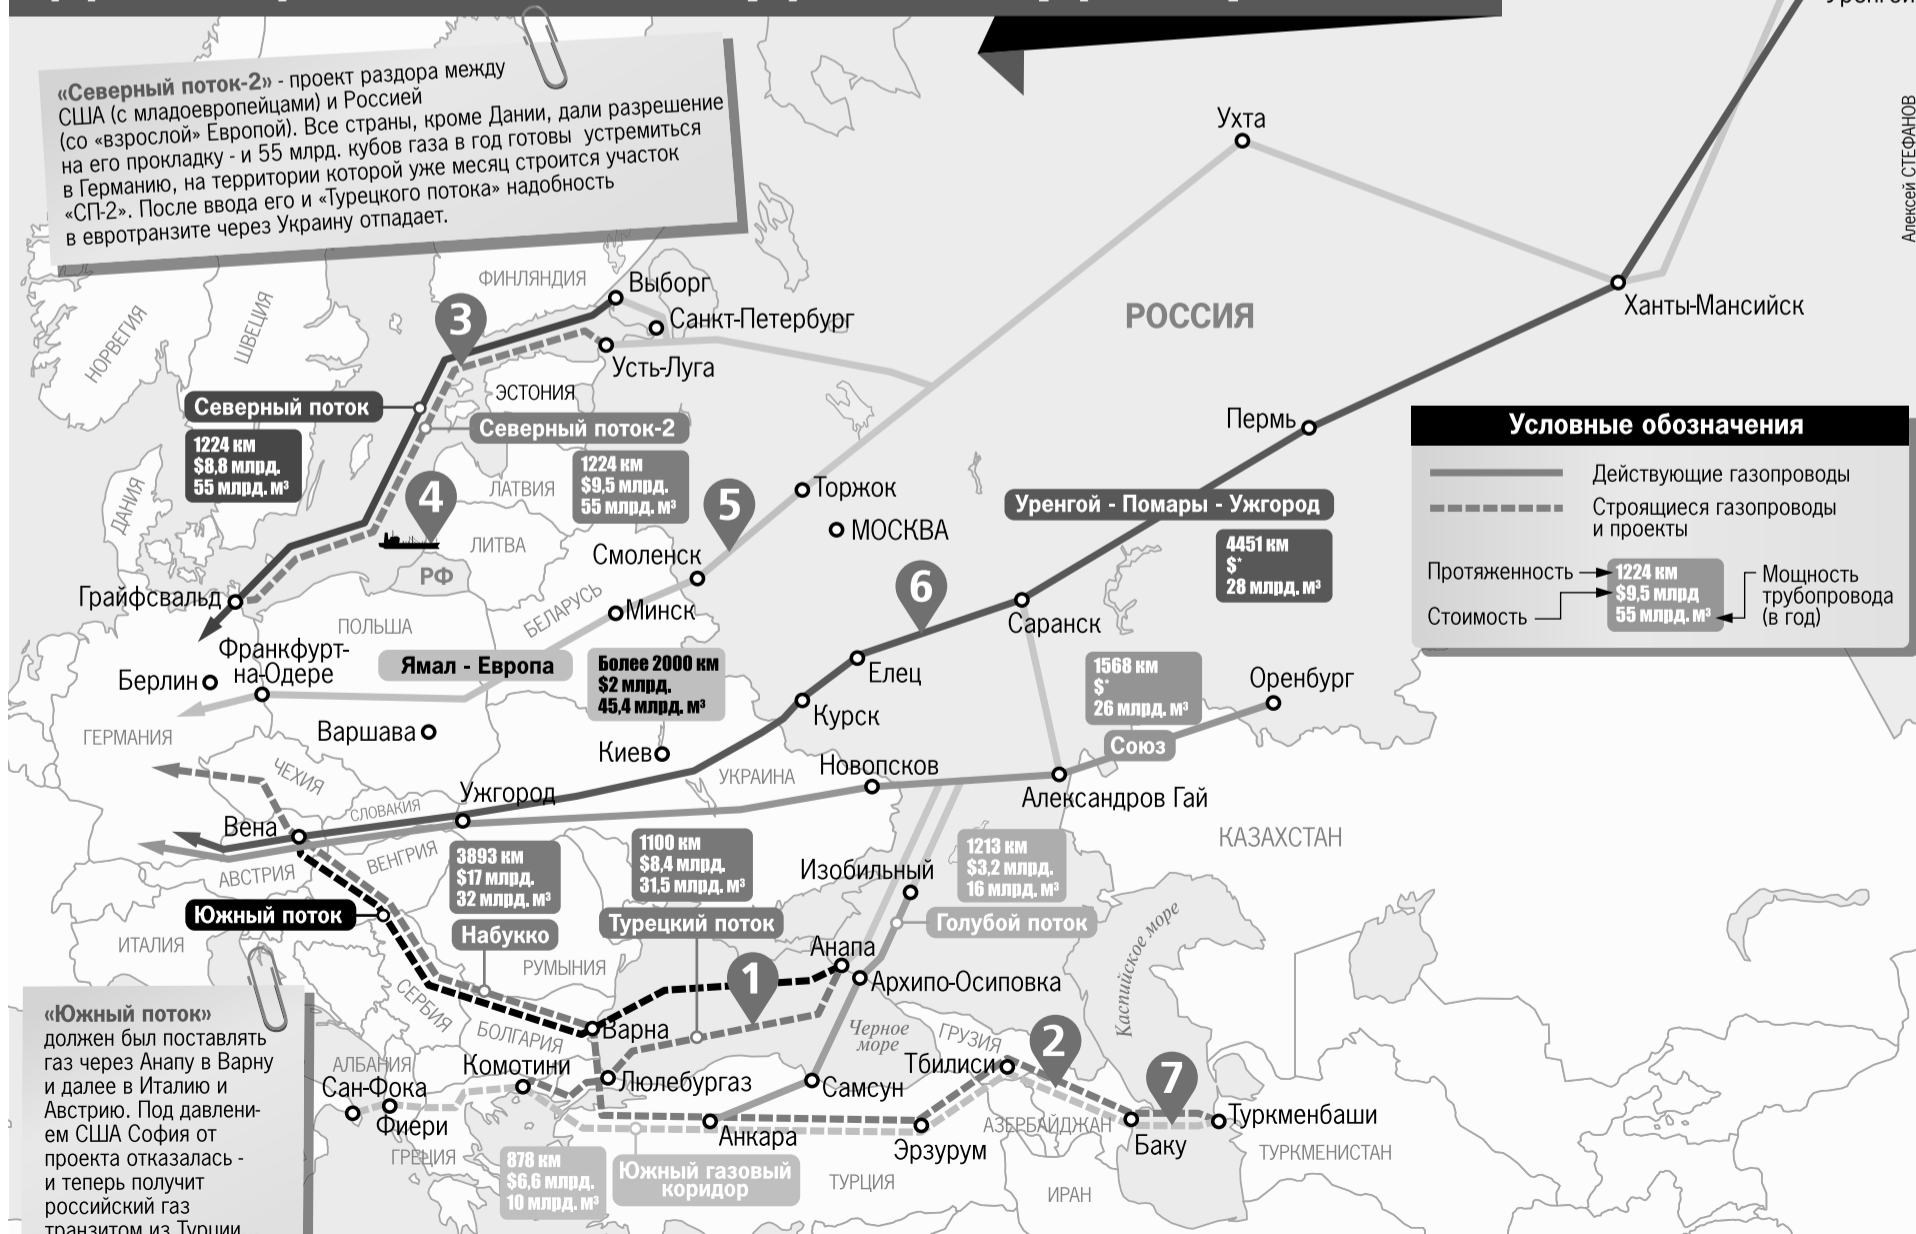 «Северный поток-2» - проект раздора между
США (с младоевропейцами) и Россией
(со «взрослой» Европой). Все страны, кроме Дании, дали разрешение
на его прокладку - и 55 млрд. кубов газа в год готовы устремиться
в Германию, на территории которой уже месяц строится участок
«СП-2». После ввода его и «Турецкого потока» надобность
в евротранзите через Украину отпадает.
Алексей СТЕФАНОВ
Ухта
Ханты-Мансийск
РОССИЯ
ФИНЛЯНДИЯ
Выборг
Санкт-Петербург
Усть-Луга
НОРВЕГИЯ
ШВЕЦИЯ
3
ЭСТОНИЯ
Северный поток
1224 км
$8,8 млрд.
55 млрд. м³
Северный поток-2
1224 км
$9,5 млрд.
55 млрд. м³
ДАНИЯ
4
ЛАТВИЯ
5
Торжок
МОСКВА
Пермь
Уренгой - Помары - Ужгород
4451 км
$*
28 млрд. м³
Условные обозначения
Действующие газопроводы
Строящиеся газопроводы
и проекты
Протяженность
Стоимость
1224 км
$9,5 млрд
55 млрд. м³
Мощность
трубопровода
(в год)
ЛИТВА
РФ
Смоленск
Грайфсвальд
БЕЛАРУСЬ
Минск
6
Саранск
ПОЛЬША
Франкфурт-
на-Одере
Берлин
Ямал - Европа
Более 2000 км
$2 млрд.
45,4 млрд. м³
Елец
Курск
1568 км
$*
26 млрд. м³
Союз
Оренбург
ГЕРМАНИЯ
Варшава
Киев
ЧЕХИЯ
УКРАИНА
Новопсков
Александров Гай
Ужгород
СЛОВАКИЯ
Вена
ВЕНГРИЯ
АВСТРИЯ
КАЗАХСТАН
3893 км
$17 млрд.
32 млрд. м³
Набукко
1100 км
$8,4 млрд.
31,5 млрд. м³
Турецкий поток
Изобильный
1213 км
$3,2 млрд.
16 млрд. м³
Голубой поток
Южный поток
ИТАЛИЯ
Анапа
Архипо-Осиповка
РУМЫНИЯ
1
СЕРБИЯ
БОЛГАРИЯ
Варна
Черное
море
Каспийское море
ГРУЗИЯ
Тбилиси
2
7
АЛБАНИЯ
Комотини
Сан-Фока
Фиери
Люлебургаз
Самсун
Анкара
Эрзурум
АЗЕРБАЙДЖАН
Баку
Туркменбаши
ТУРКМЕНИСТАН
ГРЕЦИЯ
878 км
$6,6 млрд.
10 млрд. м³
Южный газовый
коридор
ТУРЦИЯ
ИРАН
«Южный поток»
должен был поставлять
газ через Анапу в Варну
и далее в Италию и
Австрию. Под давлени-
ем США София от
проекта отказалась -
и теперь получит
российский газ
транзитом из Турции